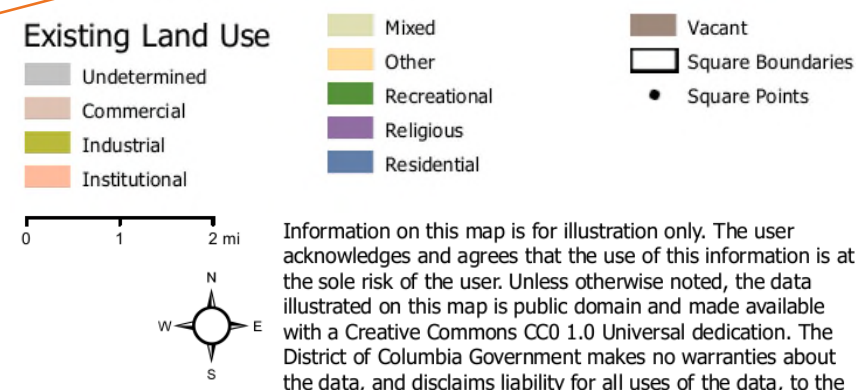 Existing Land Use
Undetermined
Commercial
Industrial
Institutional
Mixed
Other
Recreational
Religious
Residential
Vacant
Square Boundaries
Square Points
0 1 2 mi
N
W E
S
Information on this map is for illustration only. The user
acknowledges and agrees that the use of this information is at
the sole risk of the user. Unless otherwise noted, the data
illustrated on this map is public domain and made available
with a Creative Commons CC0 1.0 Universal dedication. The
District of Columbia Government makes no warranties about
the data, and disclaims liability for all uses of the data, to the